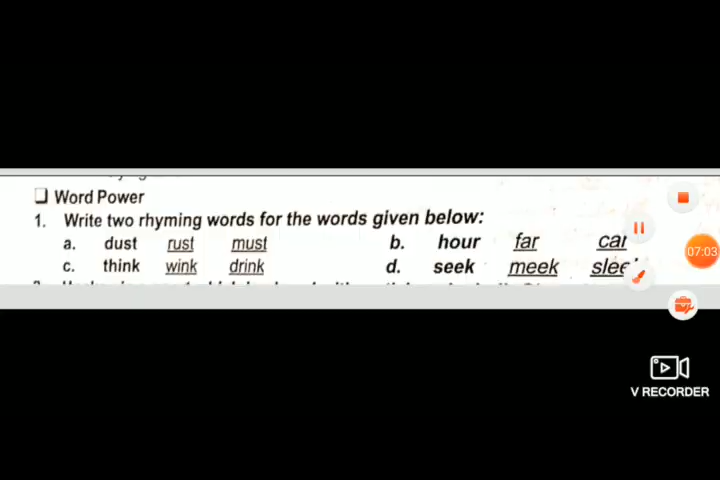 ❑ Word Power
1. Write two rhyming words for the words given below:
a. dust rust must b. hour far
c. think wink drink d. seek meek
07:03
V RECORDER